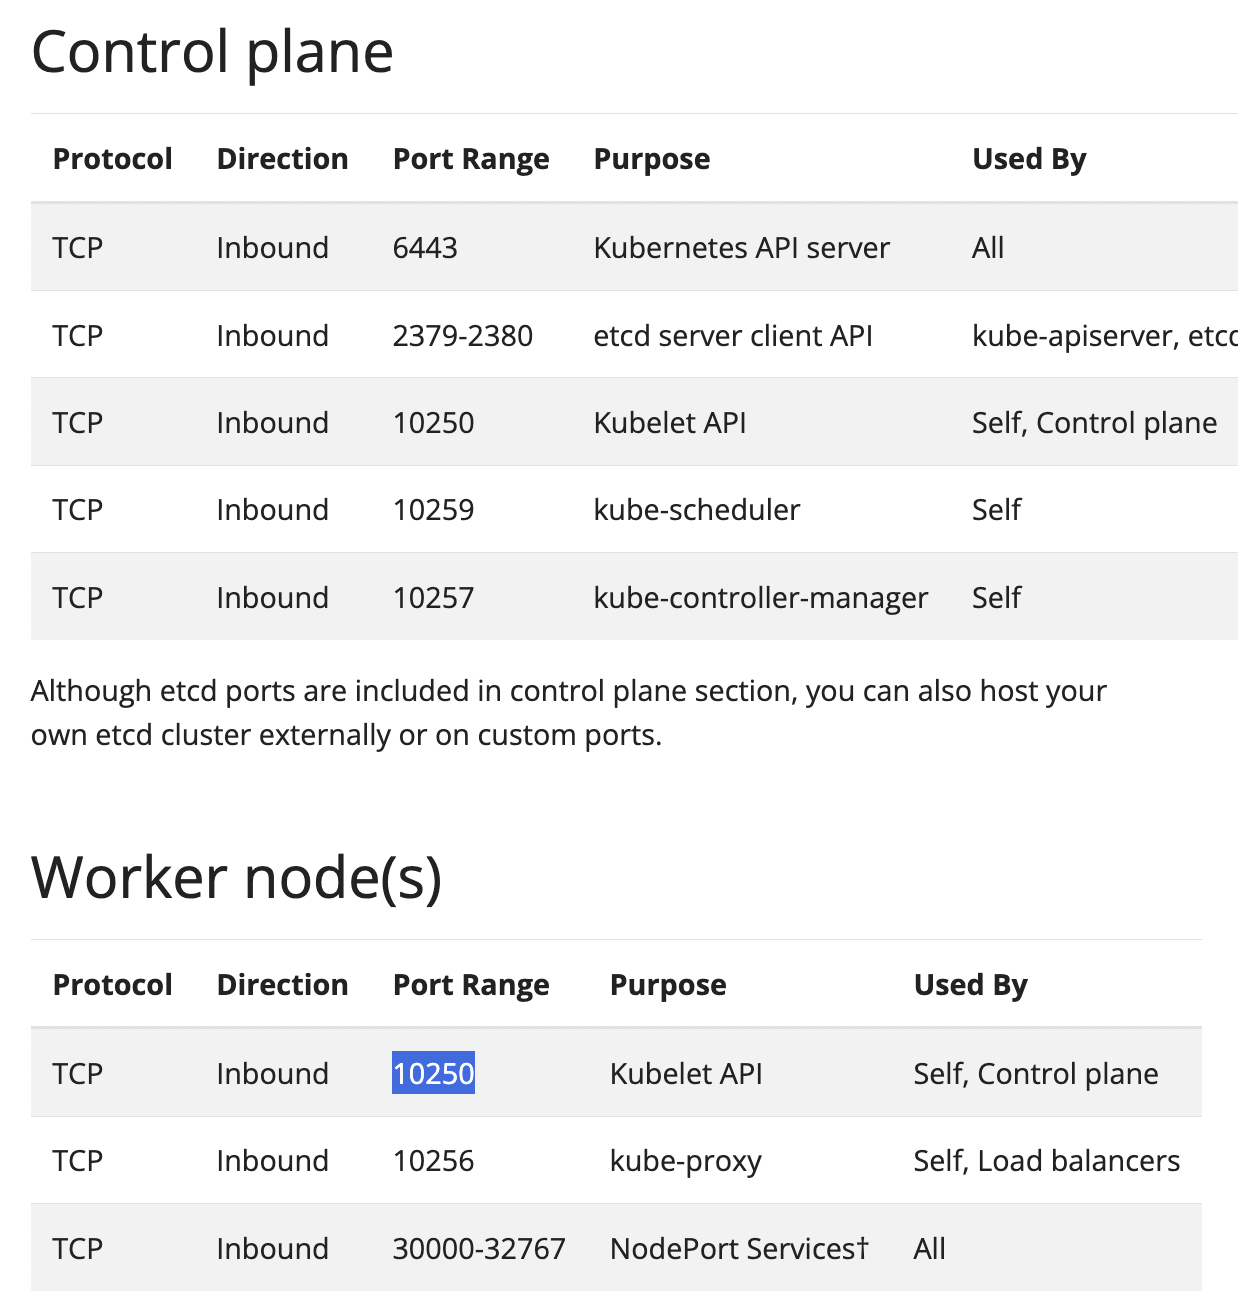 Control plane
Protocol Direction Port Range Purpose Used By
TCP Inbound 6443 Kubernetes API server All
TCP Inbound 2379-2380 etcd server client API kube-apiserver, etcd
TCP Inbound 10250 Kubelet API Self, Control plane
TCP Inbound 10259 kube-scheduler Self
TCP Inbound 10257 kube-controller-manager Self
Although etcd ports are included in control plane section, you can also host your
own etcd cluster externally or on custom ports.
Worker node(s)
Protocol Direction Port Range Purpose Used By
TCP Inbound 10250 Kubelet API Self, Control plane
TCP Inbound 10256 kube-proxy Self, Load balancers
TCP Inbound 30000-32767 NodePort Services† All